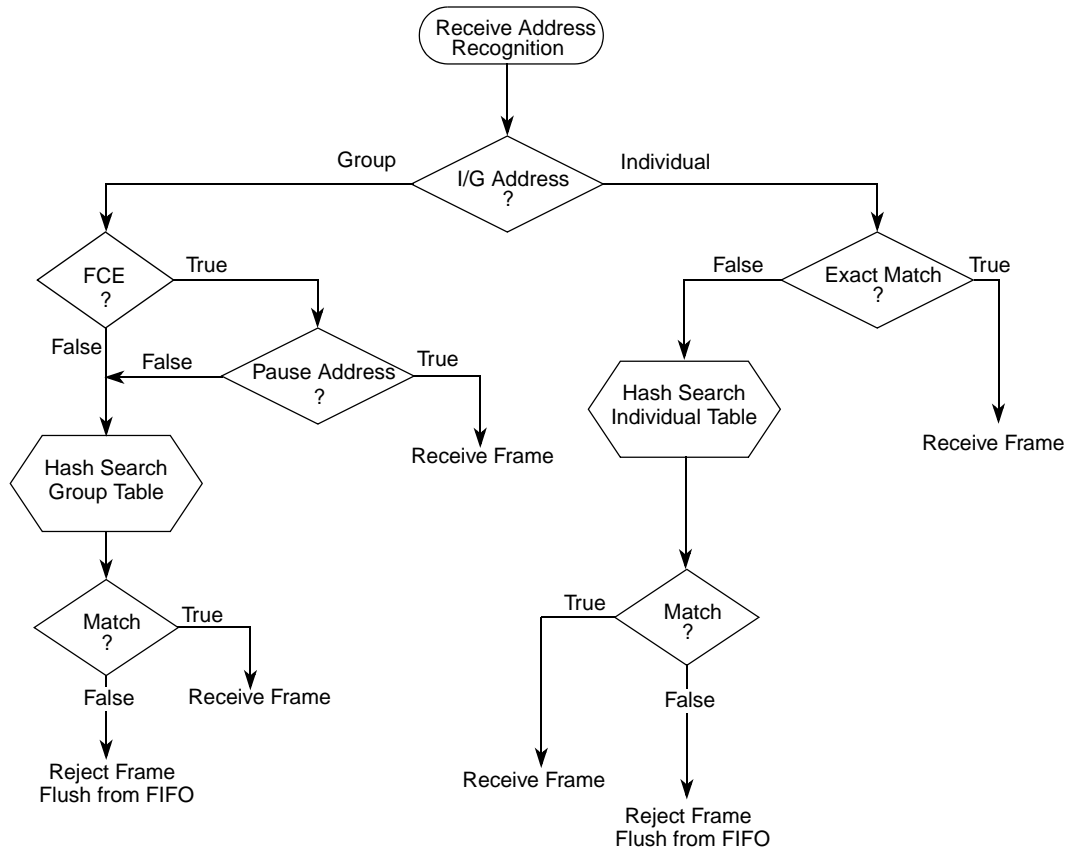 Receive Address
Recognition
Group
Individual
I/G Address
?
FCE
?
True
False
Exact Match
?
True
False
False
Pause Address
?
True
Hash Search
Individual Table
Receive Frame
Receive Frame
Hash Search
Group Table
Match
?
True
True
Match
?
False
Receive Frame
False
Reject Frame
Flush from FIFO
Receive Frame
Reject Frame
Flush from FIFO